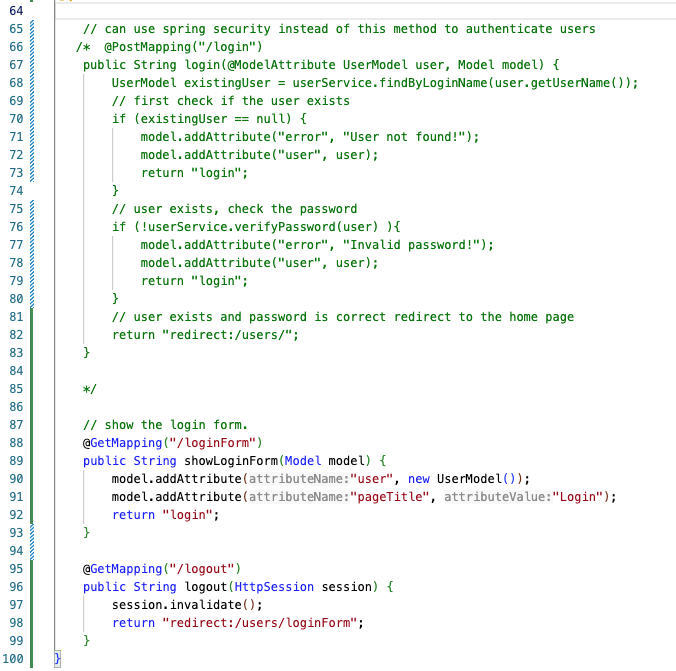 64
65 // can use spring security instead of this method to authenticate users
66 /* @PostMapping("/login")
67 public String login(@ModelAttribute UserModel user, Model model) {
68 UserModel existingUser = userService.findByLoginName(user.getUserName());
69 // first check if the user exists
70 if (existingUser == null) {
71 model.addAttribute("error", "User not found!");
72 model.addAttribute("user", user);
73 return "login";
74 }
75 // user exists, check the password
76 if (!userService.verifyPassword(user) ){
77 model.addAttribute("error", "Invalid password!");
78 model.addAttribute("user", user);
79 return "login";
80 }
81 // user exists and password is correct redirect to the home page
82 return "redirect:/users/";
83 }
84
85 */
86
87 // show the login form.
88 @GetMapping("/loginForm")
89 public String showLoginForm(Model model) {
90 model.addAttribute(attributeName:"user", new UserModel());
91 model.addAttribute(attributeName:"pageTitle", attributeValue:"Login");
92 return "login";
93 }
94
95 @GetMapping("/logout")
96 public String logout(HttpSession session) {
97 session.invalidate();
98 return "redirect:/users/loginForm";
99 }
100 }